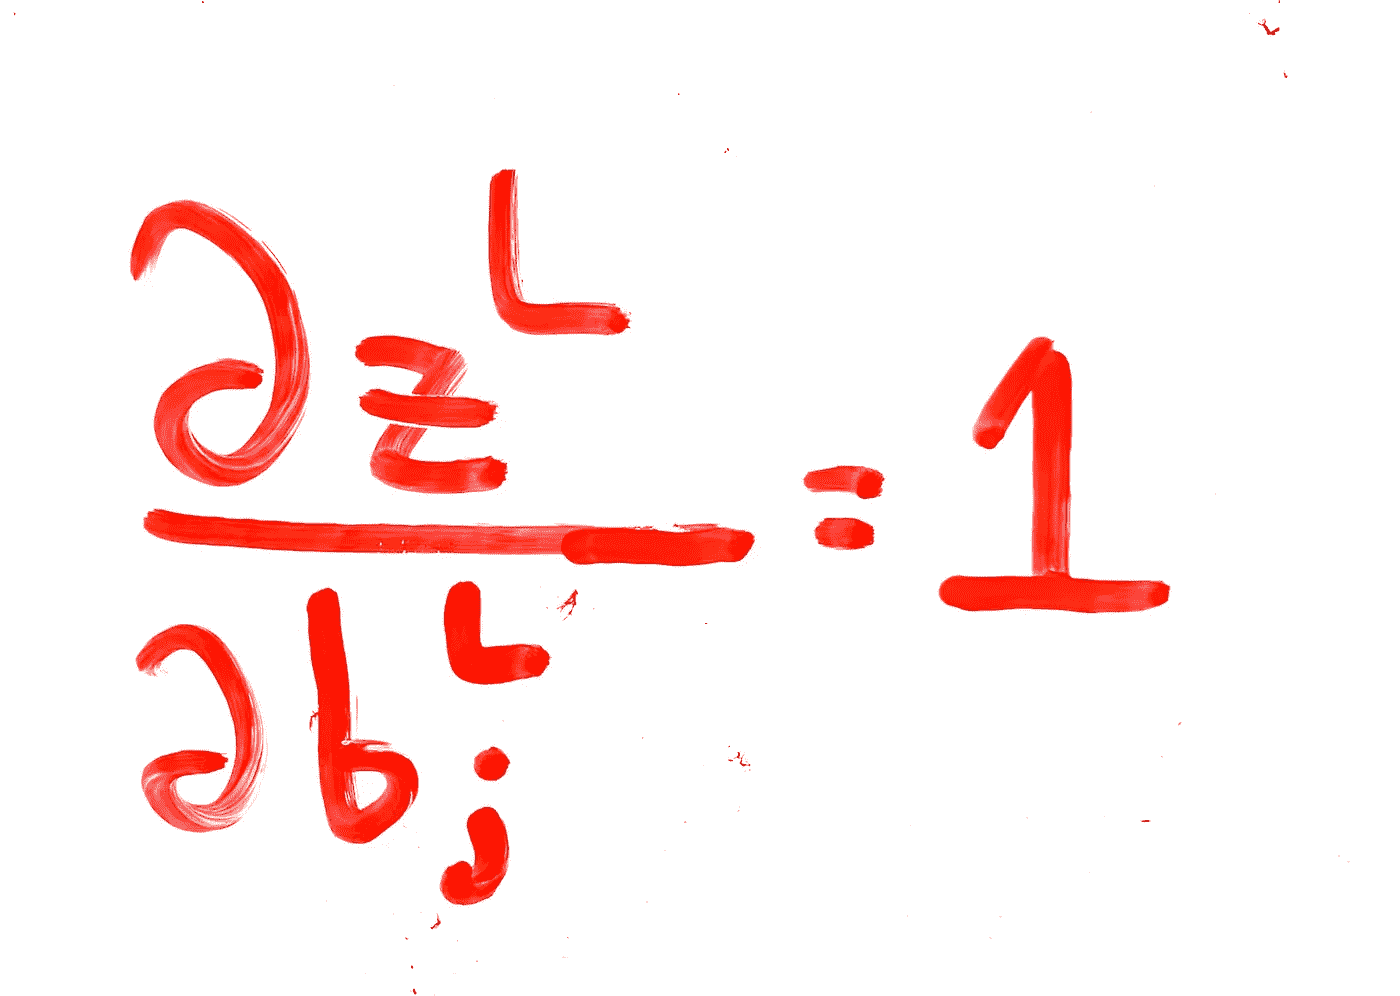 ∂z^L / ∂b_j^L = 1